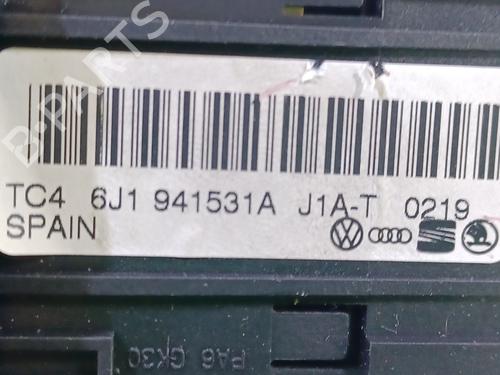 B-PARTS
TC4 6J1 941531A J1A-T 0219
SPAIN
PA6 GK30